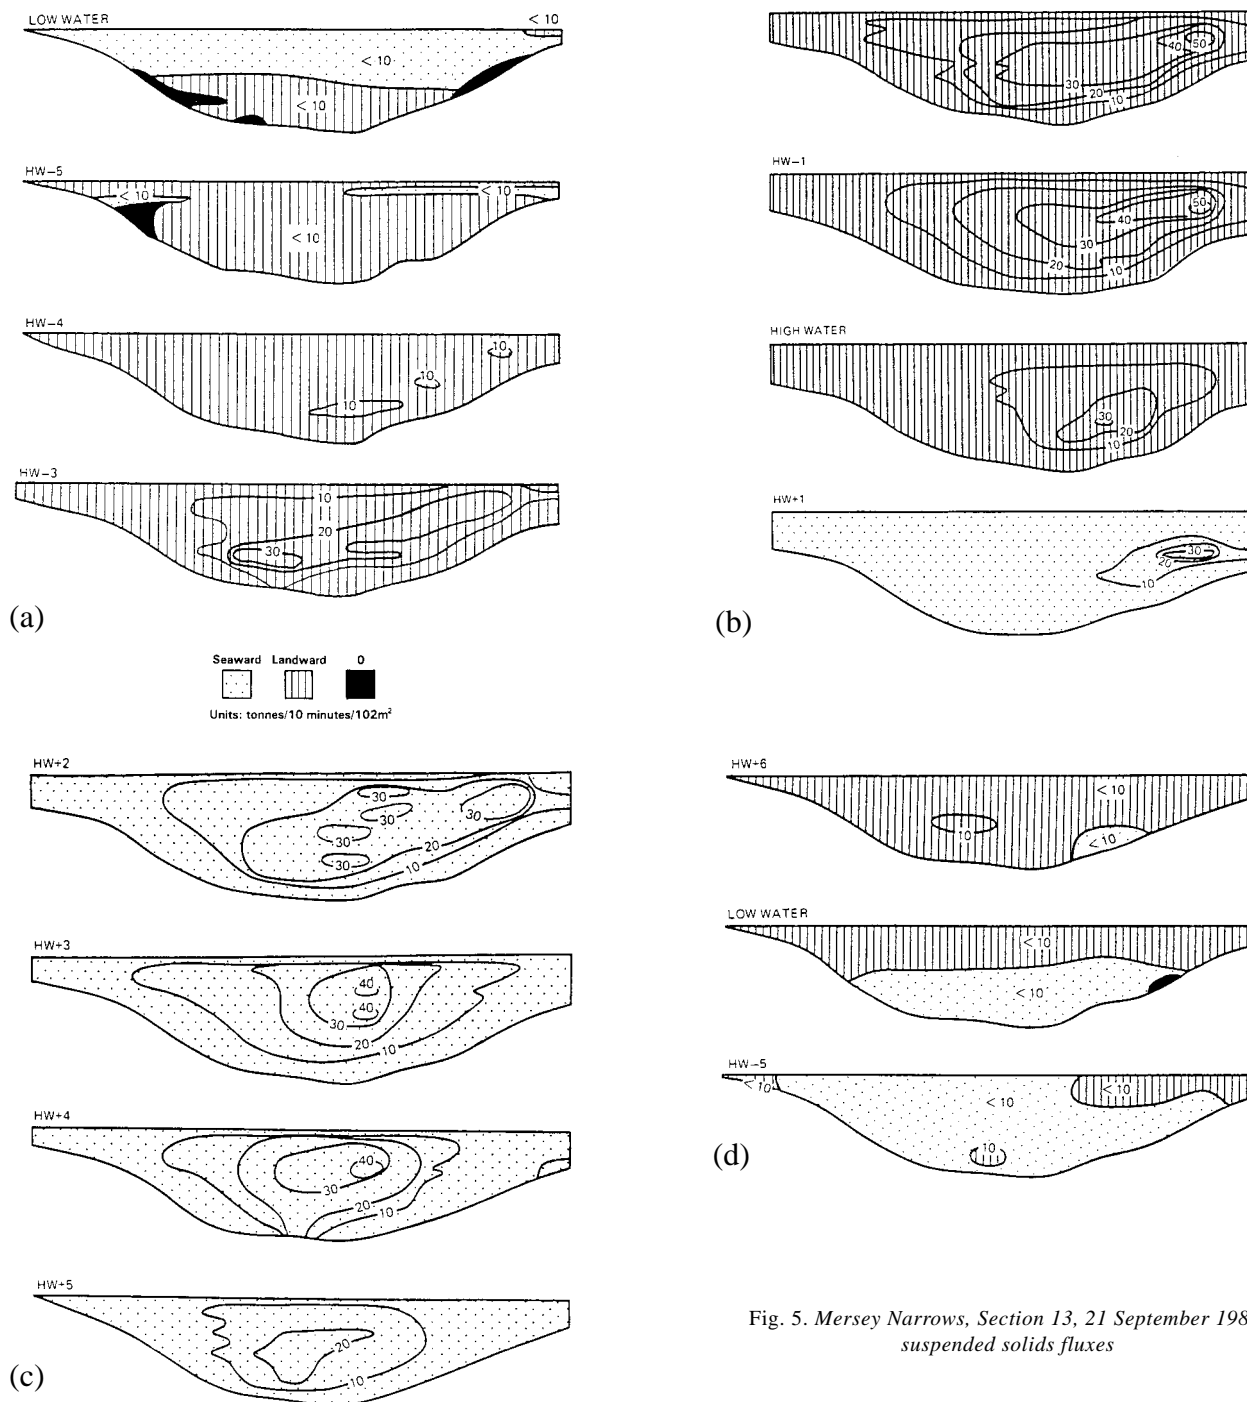 LOW WATER
< 10
< 10
< 10
HW−5
< 10
< 10
< 10
HW−4
10
10
10
HW−3
10
20
30
(a)
40
50
30
20
10
HW−1
50
40
30
20
10
HIGH WATER
30
20
10
HW+1
30
20
10
(b)
Seaward Landward 0
Units: tonnes/10 minutes/102m²
HW+2
30
30
30
30
30
20
10
HW+3
40
40
30
20
10
HW+4
40
30
20
10
HW+5
20
10
(c)
HW+6
< 10
10
< 10
LOW WATER
< 10
< 10
HW−5
< 10
< 10
< 10
10
(d)
Fig. 5. Mersey Narrows, Section 13, 21 September 198
suspended solids fluxes